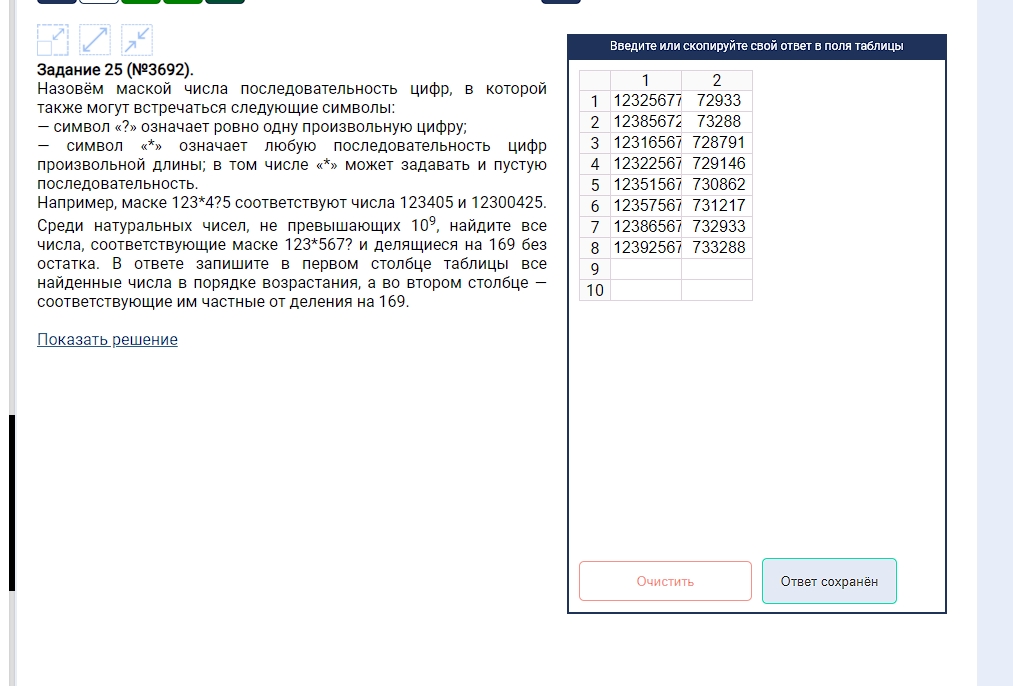 Задание 25 (№3692).
Назовём маской числа последовательность цифр, в которой
также могут встречаться следующие символы:
— символ «?» означает ровно одну произвольную цифру;
— символ «*» означает любую последовательность цифр
произвольной длины; в том числе «*» может задавать и пустую
последовательность.
Например, маске 123*4?5 соответствуют числа 123405 и 12300425.
Среди натуральных чисел, не превышающих 10⁹, найдите все
числа, соответствующие маске 123*567? и делящиеся на 169 без
остатка. В ответе запишите в первом столбце таблицы все
найденные числа в порядке возрастания, а во втором столбце —
соответствующие им частные от деления на 169.
Показать решение
Введите или скопируйте свой ответ в поля таблицы
1 2
1 12325677 72933
2 12385672 73288
3 12316567 728791
4 12322567 729146
5 12351567 730862
6 12357567 731217
7 12386567 732933
8 12392567 733288
9
10
Очистить
Ответ сохранён